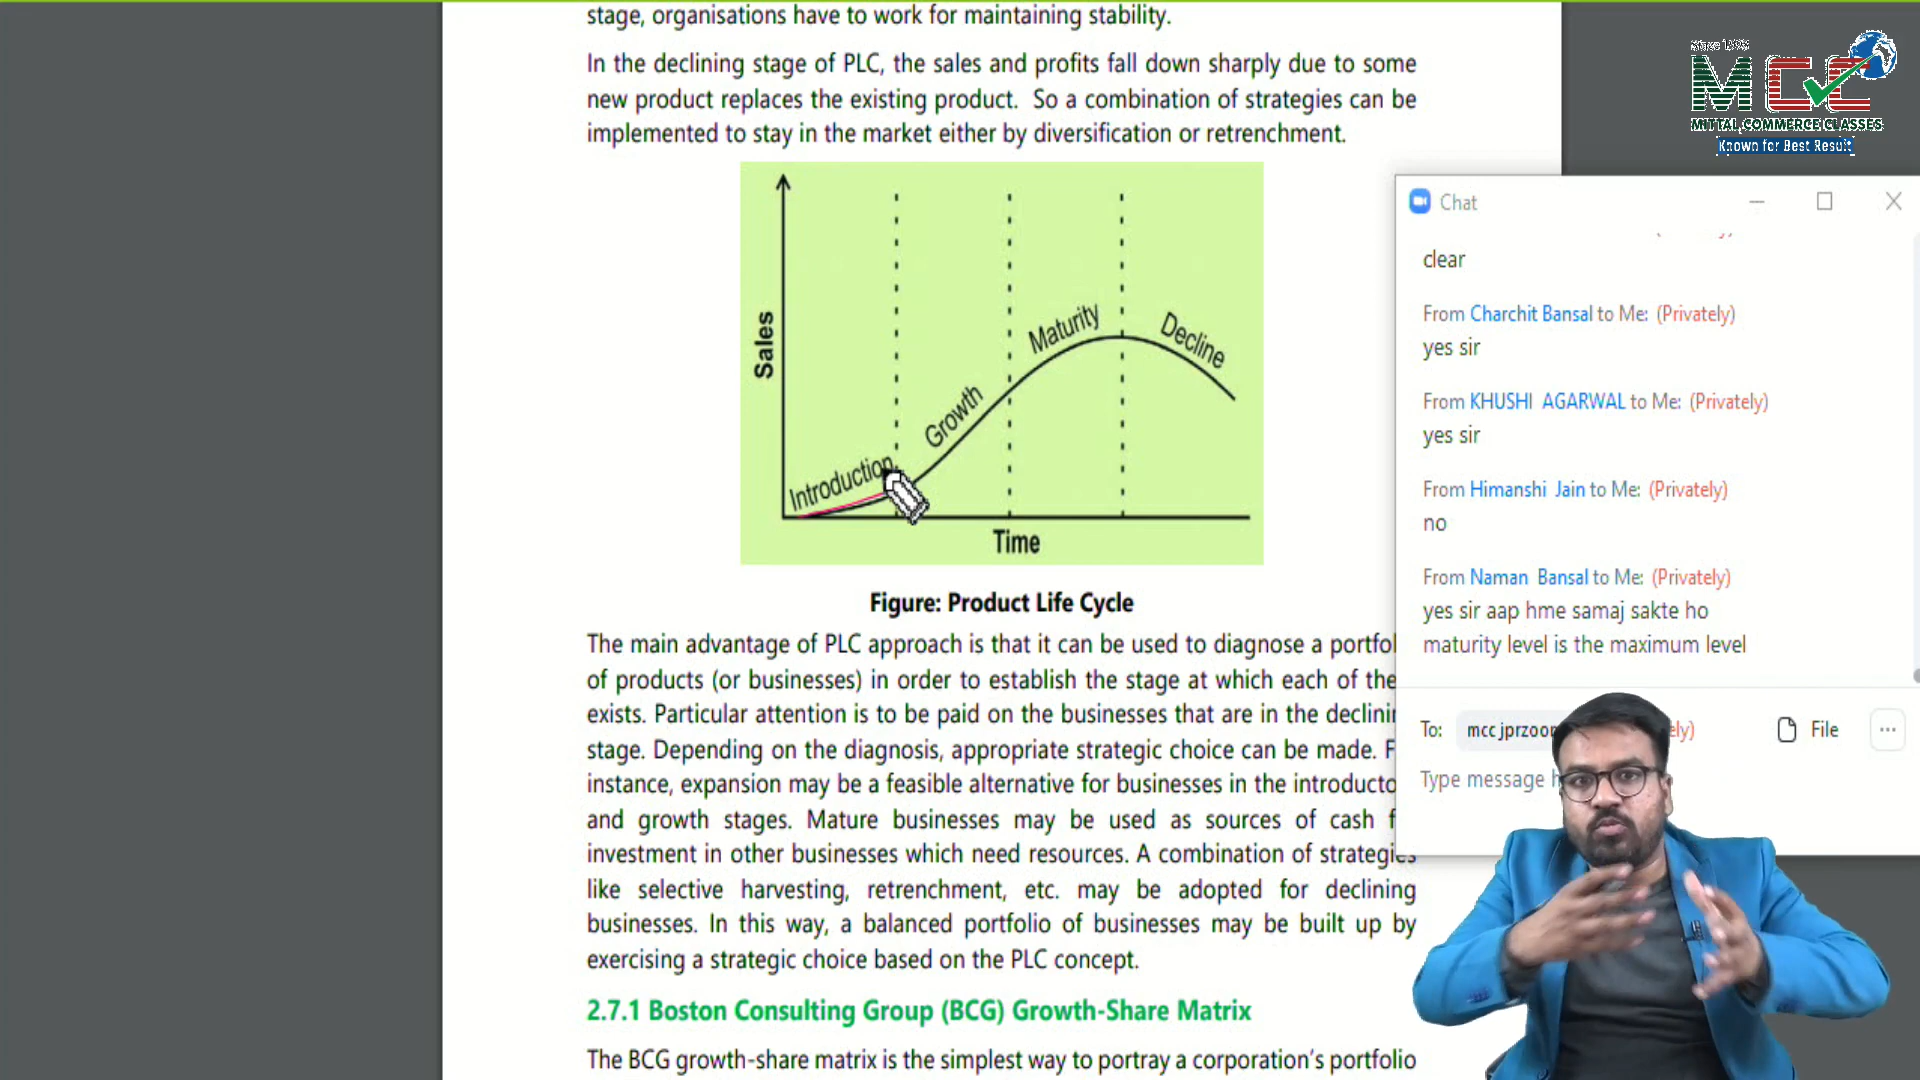 stage, organisations have to work for maintaining stability.
In the declining stage of PLC, the sales and profits fall down sharply due to some
new product replaces the existing product. So a combination of strategies can be
implemented to stay in the market either by diversification or retrenchment.
Sales
Introduction
Growth
Maturity
Decline
Time
Figure: Product Life Cycle
The main advantage of PLC approach is that it can be used to diagnose a portfol
of products (or businesses) in order to establish the stage at which each of the
exists. Particular attention is to be paid on the businesses that are in the declini
stage. Depending on the diagnosis, appropriate strategic choice can be made. F
instance, expansion may be a feasible alternative for businesses in the introducto
and growth stages. Mature businesses may be used as sources of cash f
investment in other businesses which need resources. A combination of strategies
like selective harvesting, retrenchment, etc. may be adopted for declining
businesses. In this way, a balanced portfolio of businesses may be built up by
exercising a strategic choice based on the PLC concept.
2.7.1 Boston Consulting Group (BCG) Growth-Share Matrix
The BCG growth-share matrix is the simplest way to portray a corporation's portfolio
MCC
MITTAL COMMERCE CLASSES
Known for Best Result
Chat
clear
From Charchit Bansal to Me: (Privately)
yes sir
From KHUSHI AGARWAL to Me: (Privately)
yes sir
From Himanshi Jain to Me: (Privately)
no
From Naman Bansal to Me: (Privately)
yes sir aap hme samaj sakte ho
maturity level is the maximum level
To: mcc jprzoom ely) File
Type message